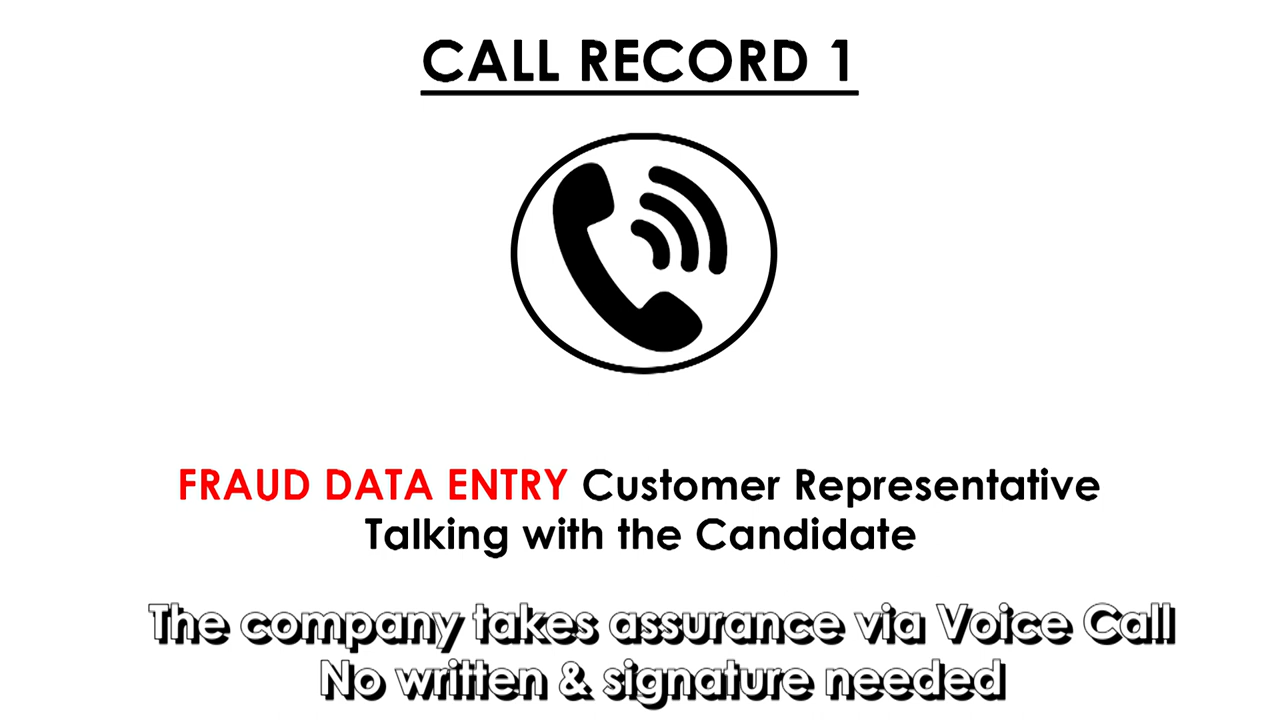 CALL RECORD 1
FRAUD DATA ENTRY Customer Representative
Talking with the Candidate
The company takes assurance via Voice Call
No written & signature needed